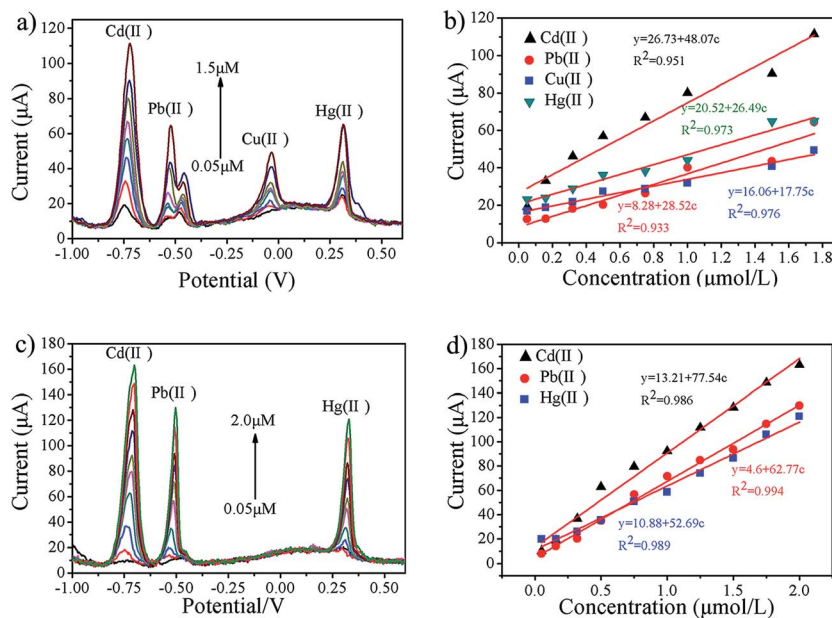 a)
Cd(II )
Pb(II )
1.5μM
0.05μM
Cu(II )
Hg(II )
120
100
80
60
40
20
0
Current (μA)
-1.00 -0.75 -0.50 -0.25 0.00 0.25 0.50
Potential (V)
b)
Cd(II )
Pb(II )
Cu(II )
Hg(II )
y=26.73+48.07c
R2=0.951
y=20.52+26.49c
R2=0.973
y=16.06+17.75c
R2=0.976
y=8.28+28.52c
R2=0.933
120
100
80
60
40
20
0
Current (μA)
0.0 0.2 0.4 0.6 0.8 1.0 1.2 1.4 1.6 1.8
Concentration (μmol/L)
c)
Cd(II )
Pb(II )
2.0μM
0.05μM
Hg(II )
180
160
140
120
100
80
60
40
20
0
Current (μA)
-1.00 -0.75 -0.50 -0.25 0.00 0.25 0.50
Potential/V
d)
Cd(II )
Pb(II )
Hg(II )
y=13.21+77.54c
R2=0.986
y=4.6+62.77c
R2=0.994
y=10.88+52.69c
R2=0.989
180
160
140
120
100
80
60
40
20
0
Current (μA)
0.0 0.5 1.0 1.5 2.0
Concentration (μmol/L)